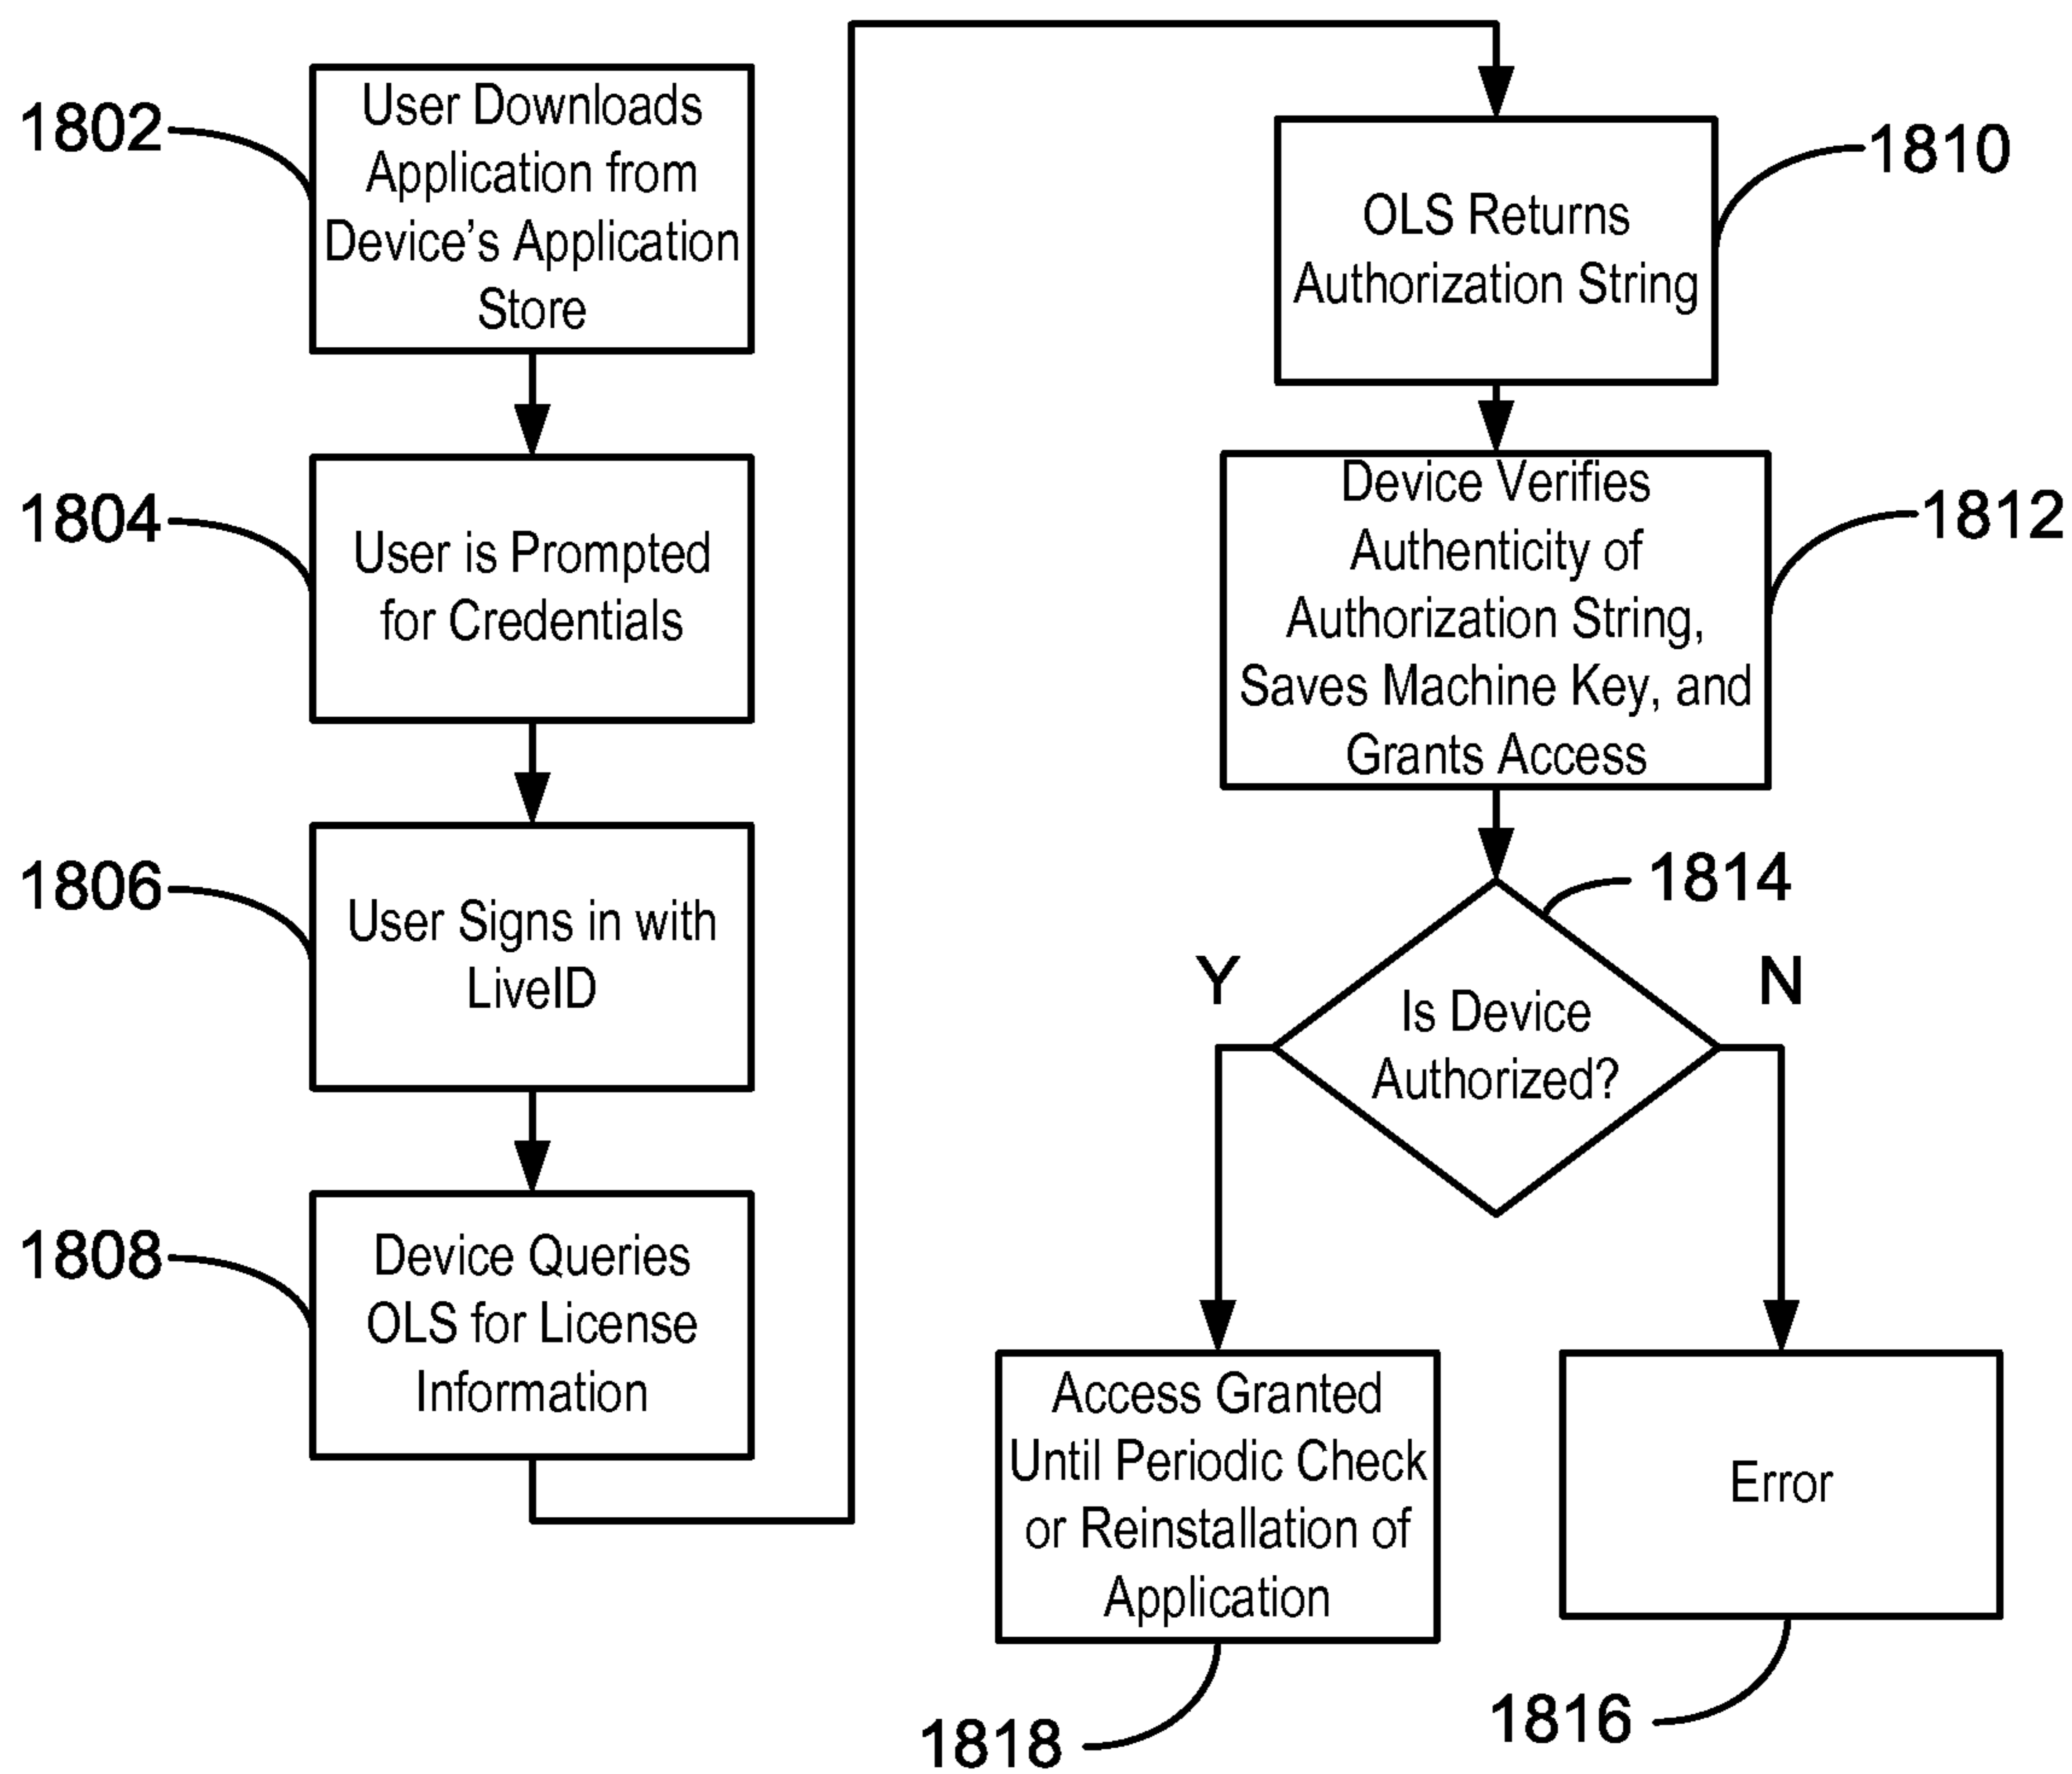 1802
User Downloads
Application from
Device's Application
Store
1804
User is Prompted
for Credentials
1806
User Signs in with
LiveID
1808
Device Queries
OLS for License
Information
1810
OLS Returns
Authorization String
1812
Device Verifies
Authenticity of
Authorization String,
Saves Machine Key, and
Grants Access
1814
Is Device
Authorized?
Y
N
Access Granted
Until Periodic Check
or Reinstallation of
Application
1818
Error
1816